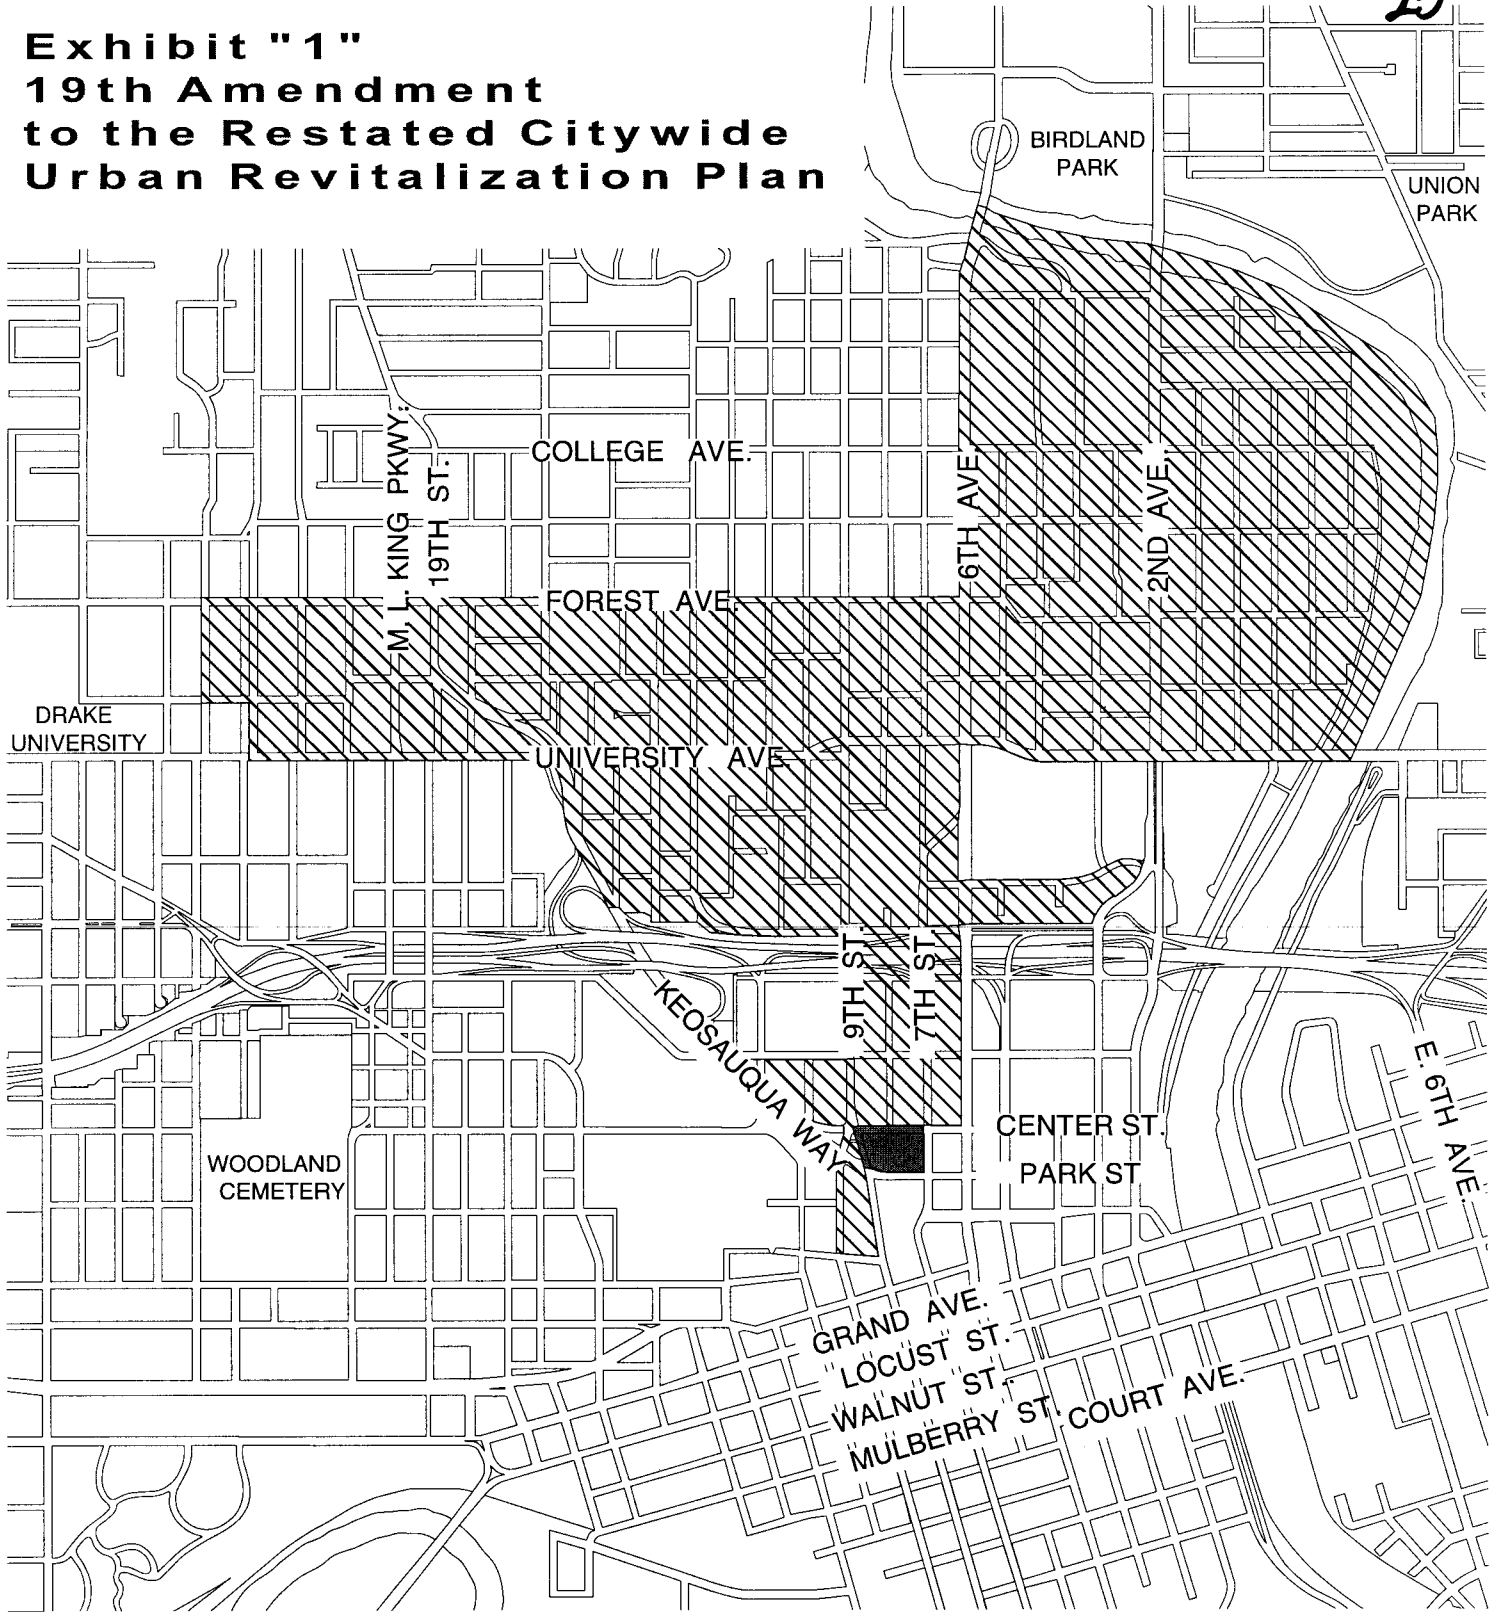 Exhibit "1"
19th Amendment
to the Restated Citywide
Urban Revitalization Plan
BIRDLAND
PARK
UNION
PARK
M. L. KING PKWY.
19TH ST.
COLLEGE AVE.
6TH AVE.
2ND AVE.
FOREST AVE.
DRAKE
UNIVERSITY
UNIVERSITY AVE.
9TH ST.
7TH ST.
KEOSAUQUA WAY
E. 6TH AVE.
CENTER ST.
PARK ST
WOODLAND
CEMETERY
GRAND AVE.
LOCUST ST.
WALNUT ST.
MULBERRY ST.
COURT AVE.